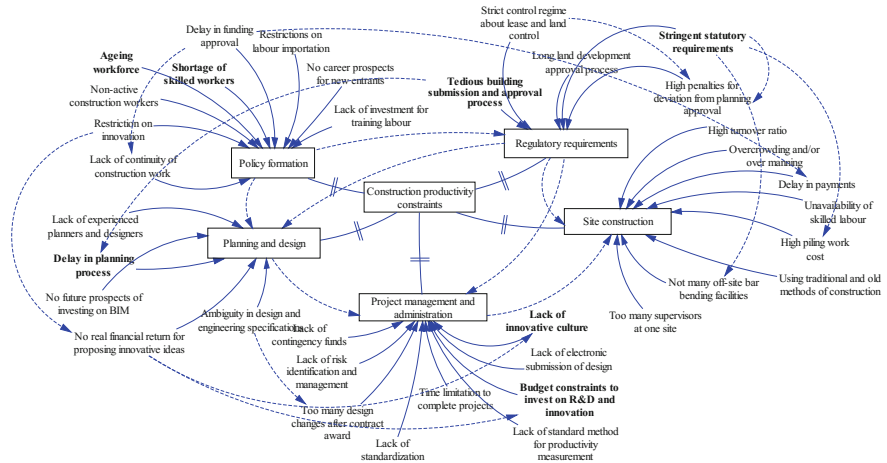 Strict control regime
about lease and land
control
Delay in funding
approval
Restrictions on
labour importation
Stringent statutory
requirements
Ageing
workforce
Shortage of
skilled workers
No career prospects
for new entrants
Long land development
approval process
Non-active
construction workers
Tedious building
submission and approval
process
High penalties for
deviation from planning
approval
Restriction on
innovation
Lack of investment for
training labour
High turnover ratio
Lack of continuity of
construction work
Policy formation
Regulatory requirements
Overcrowding and/or
over manning
Delay in payments
Construction productivity
constraints
Unavailability of
skilled labour
Lack of experienced
planners and designers
Planning and design
Site construction
High piling work
cost
Delay in planning
process
Not many off-site bar
bending facilities
Using traditional and old
methods of construction
No future prospects of
investing on BIM
Project management and
administration
Ambiguity in design and
engineering specifications
Lack of
innovative culture
Too many supervisors
at one site
No real financial return for
proposing innovative ideas
Lack of
contingency funds
Lack of risk
identification and
management
Lack of electronic
submission of design
Time limitation to
complete projects
Budget constraints to
invest on R&D and
innovation
Too many design
changes after contract
award
Lack of
standardization
Lack of standard method
for productivity
measurement